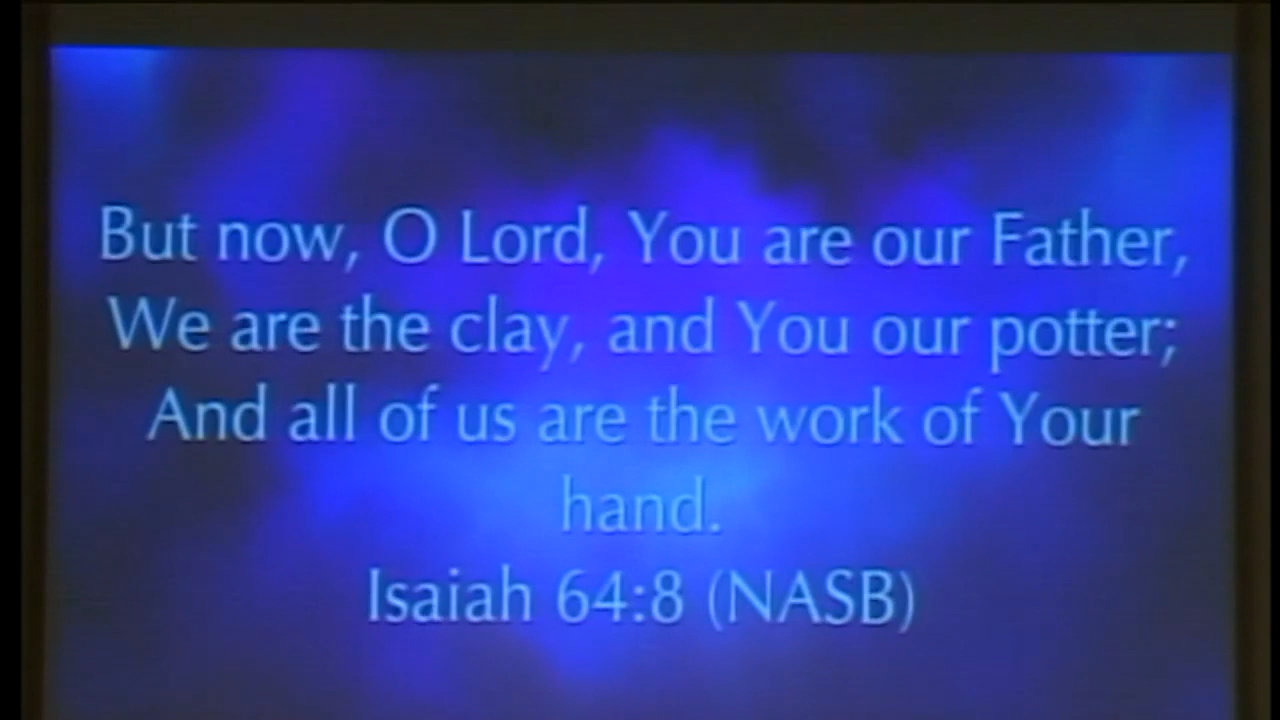 But now, O Lord, You are our Father,
We are the clay, and You our potter;
And all of us are the work of Your
hand.
Isaiah 64:8 (NASB)